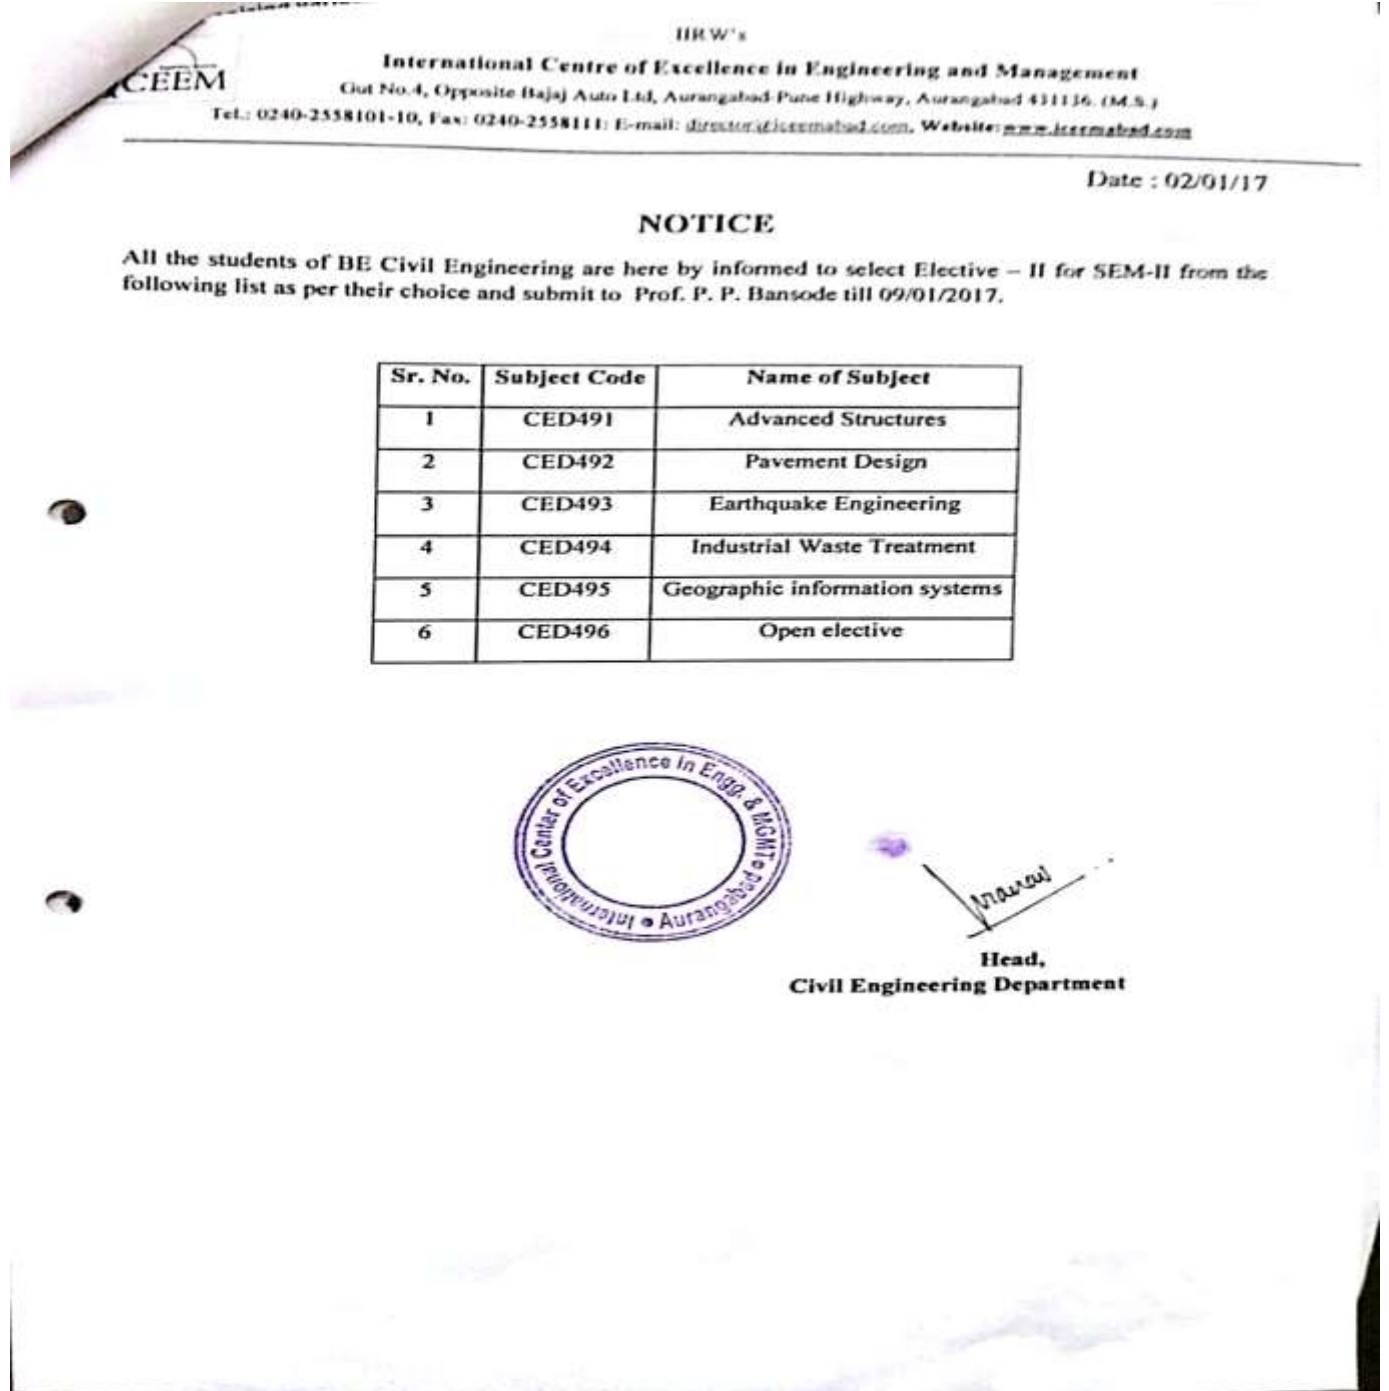 IIRW's
CEEM
International Centre of Excellence in Engineering and Management
Gut No.4, Opposite Bajaj Auto Ltd, Aurangabad-Pune Highway, Aurangabad 431136. (M.S.)
Tel.: 0240-2558101-10, Fax: 0240-2558111; E-mail: director@iceemabad.com, Website: www.iceemabad.com
Date : 02/01/17
NOTICE
All the students of BE Civil Engineering are here by informed to select Elective – II for SEM-II from the
following list as per their choice and submit to Prof. P. P. Bansode till 09/01/2017.
Sr. No. Subject Code Name of Subject
1 CED491 Advanced Structures
2 CED492 Pavement Design
3 CED493 Earthquake Engineering
4 CED494 Industrial Waste Treatment
5 CED495 Geographic information systems
6 CED496 Open elective
International Center of Excellence in Engg. & MGMT
Aurangabad
Head,
Civil Engineering Department